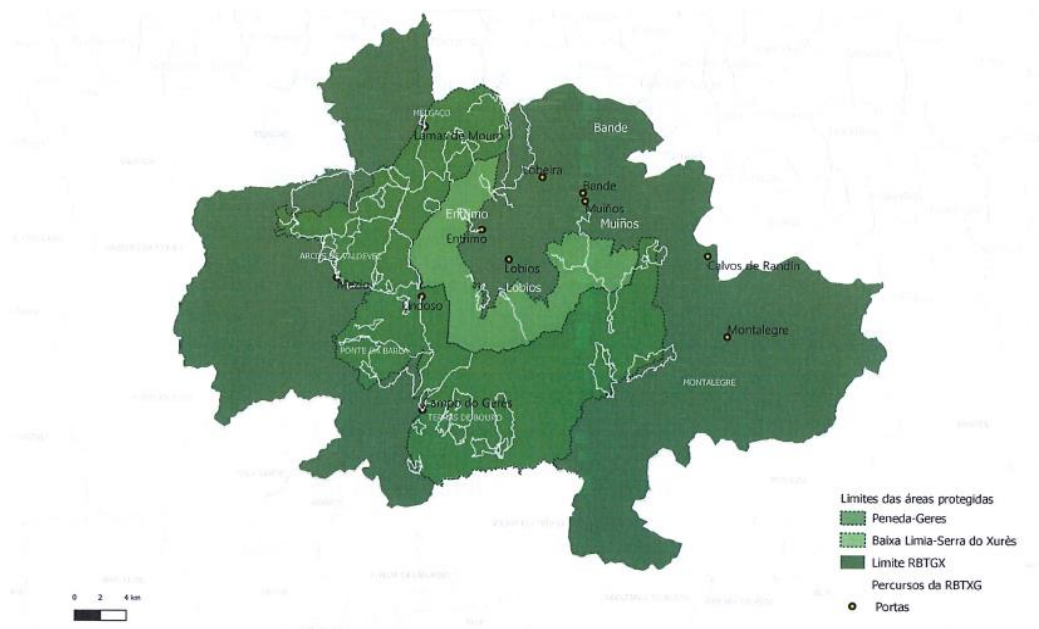 MELGAÇO
Lamas de Mouro
Bande
Lobeira
Bande
Muíños
Muíños
Entrimo
Entrimo
ARCOS DE VALDEVEZ
Calvos de Randín
Lobios
Lobios
Mezio
Lindoso
Montalegre
PONTE DA BARCA
MONTALEGRE
Campo do Gerês
TERRAS DE BOURO
Limites das áreas protegidas
Peneda-Geres
Baixa Limia-Serra do Xurès
Limite RBTGX
Percursos da RBTXG
Portas
0 2 4 km